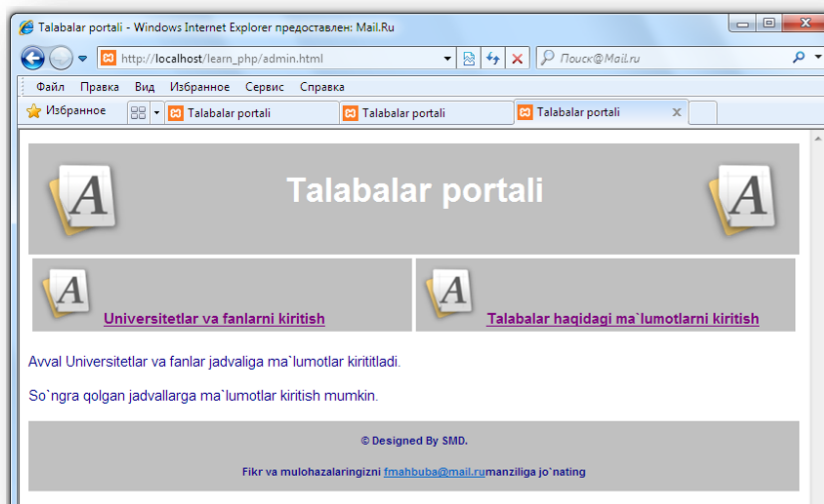 Talabalar portali - Windows Internet Explorer предоставлен: Mail.Ru
http://localhost/learn_php/admin.html
Поиск@Mail.ru
Файл Правка Вид Избранное Сервис Справка
Избранное Talabalar portali Talabalar portali Talabalar portali
A Talabalar portali A
A Universitetlar va fanlarni kiritish A Talabalar haqidagi ma`lumotlarni kiritish
Avval Universitetlar va fanlar jadvaliga ma`lumotlar kirititladi.
So`ngra qolgan jadvallarga ma`lumotlar kiritish mumkin.
© Designed By SMD.
Fikr va mulohazalaringizni fmahbuba@mail.rumanziliga jo`nating